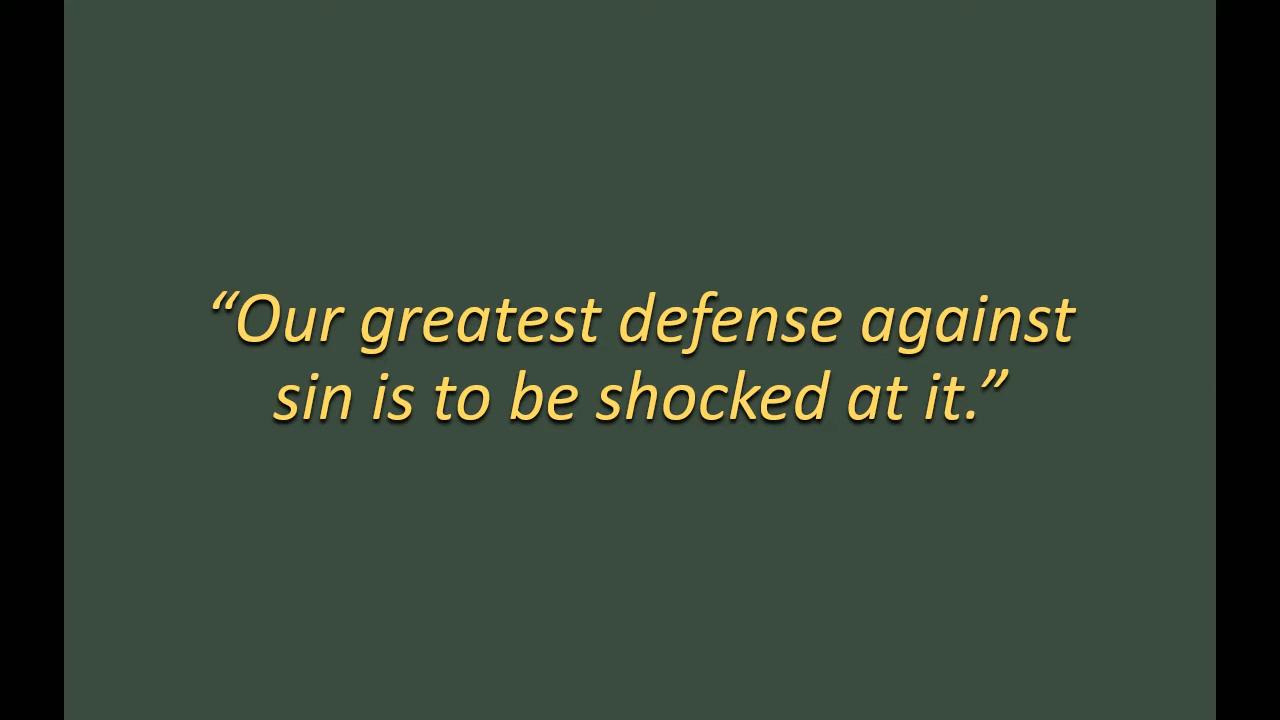 “Our greatest defense against
sin is to be shocked at it.”